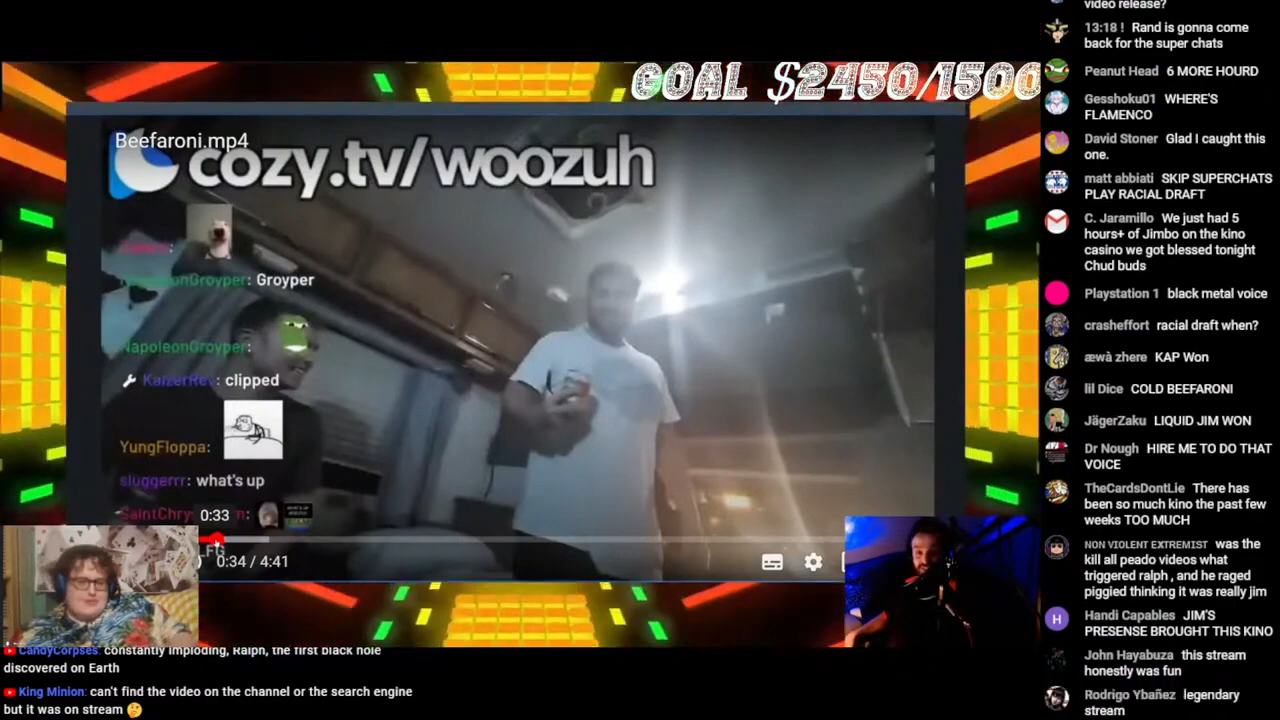 GOAL $2450/1500
Beefaroni.mp4
cozy.tv/woozuh
NapoleonGroyper: Groyper
NapoleonGroyper:
KaizerRev: clipped
YungFloppa:
sluggerrr: what's up
SaintChry
0:33
0:34 / 4:41
CandyCorpses: constantly imploding, Ralph, the first black hole
discovered on Earth
King Minion: can't find the video on the channel or the search engine
but it was on stream 🤔
video release?
13:18 ! Rand is gonna come
back for the super chats
Peanut Head 6 MORE HOURD
Gesshoku01 WHERE'S
FLAMENCO
David Stoner Glad I caught this
one.
matt abbiati SKIP SUPERCHATS
PLAY RACIAL DRAFT
C. Jaramillo We just had 5
hours+ of Jimbo on the kino
casino we got blessed tonight
Chud buds
Playstation 1 black metal voice
crasheffort racial draft when?
æwà zhere KAP Won
lil Dice COLD BEEFARONI
JägerZaku LIQUID JIM WON
Dr Nough HIRE ME TO DO THAT
VOICE
TheCardsDontLie There has
been so much kino the past few
weeks TOO MUCH
NON VIOLENT EXTREMIST was the
kill all peado videos what
triggered ralph , and he raged
piggied thinking it was really jim
Handi Capables JIM'S
PRESENSE BROUGHT THIS KINO
John Hayabuza this stream
honestly was fun
Rodrigo Ybañez legendary
stream